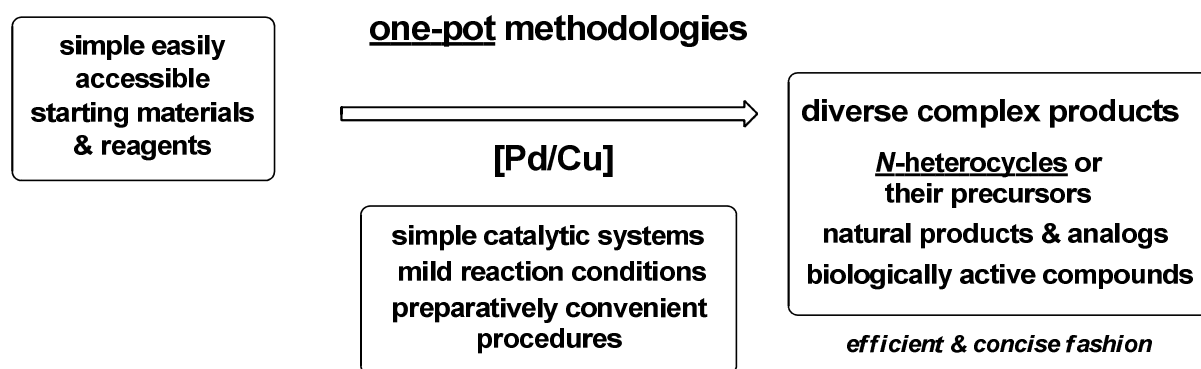 simple easily
accessible
starting materials
& reagents
one-pot methodologies
[Pd/Cu]
simple catalytic systems
mild reaction conditions
preparatively convenient
procedures
diverse complex products
N-heterocycles or
their precursors
natural products & analogs
biologically active compounds
efficient & concise fashion